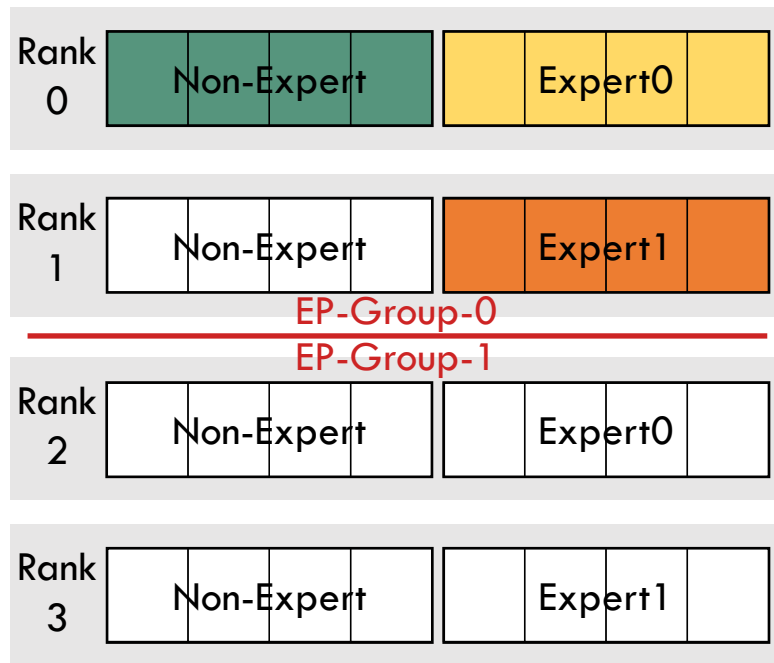 Rank
0
Non-Expert
Expert0
Rank
1
Non-Expert
Expert1
EP-Group-0
EP-Group-1
Rank
2
Non-Expert
Expert0
Rank
3
Non-Expert
Expert1